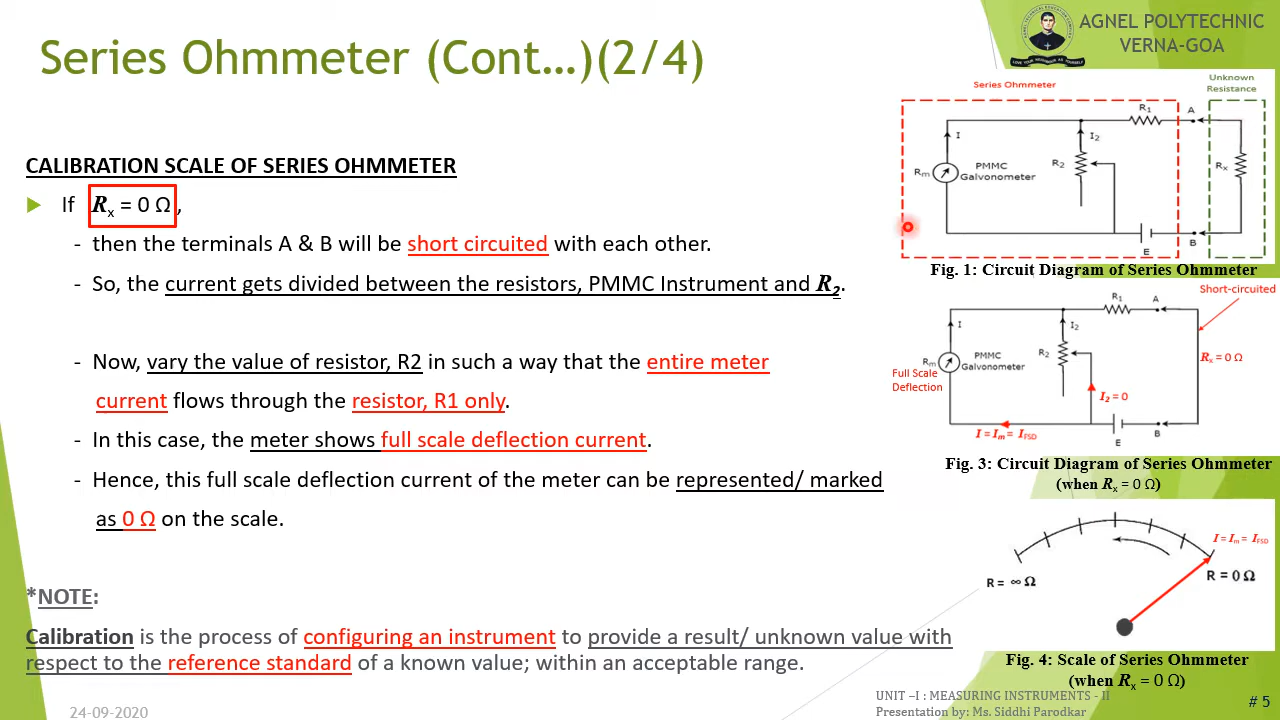 Series Ohmmeter (Cont…)(2/4)
AGNEL POLYTECHNIC
VERNA-GOA
CALIBRATION SCALE OF SERIES OHMMETER
If Rx = 0 Ω,
- then the terminals A & B will be short circuited with each other.
- So, the current gets divided between the resistors, PMMC Instrument and R2.
- Now, vary the value of resistor, R2 in such a way that the entire meter
current flows through the resistor, R1 only.
- In this case, the meter shows full scale deflection current.
- Hence, this full scale deflection current of the meter can be represented/ marked
as 0 Ω on the scale.
*NOTE:
Calibration is the process of configuring an instrument to provide a result/ unknown value with
respect to the reference standard of a known value; within an acceptable range.
24-09-2020
Series Ohmmeter
Unknown
Resistance
R1
A
I
I2
R2
Rm
PMMC
Galvonometer
Rx
E
B
Fig. 1: Circuit Diagram of Series Ohmmeter
Short-circuited
R1
A
I
I2
R2
Rm
PMMC
Galvonometer
Rx = 0 Ω
Full Scale
Deflection
I2 = 0
I = Im = IFSD
E
B
Fig. 3: Circuit Diagram of Series Ohmmeter
(when Rx = 0 Ω)
I = Im = IFSD
R = ∞ Ω
R = 0 Ω
Fig. 4: Scale of Series Ohmmeter
(when Rx = 0 Ω)
UNIT –I : MEASURING INSTRUMENTS - II
Presentation by: Ms. Siddhi Parodkar
# 5